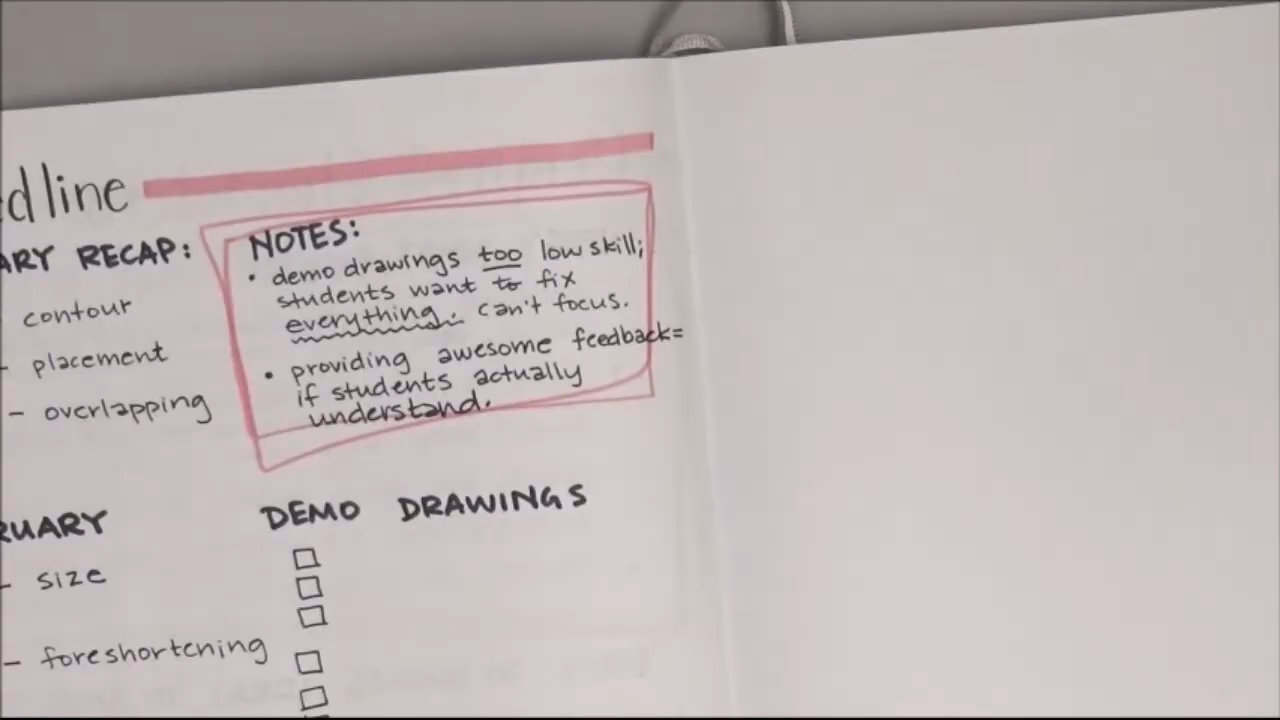 dline
ARY RECAP:
contour
- placement
- overlapping
NOTES:
• demo drawings too low skill;
students want to fix
everything. can't focus.
• providing awesome feedback=
if students actually
understand.
RUARY
- size
- foreshortening
DEMO DRAWINGS